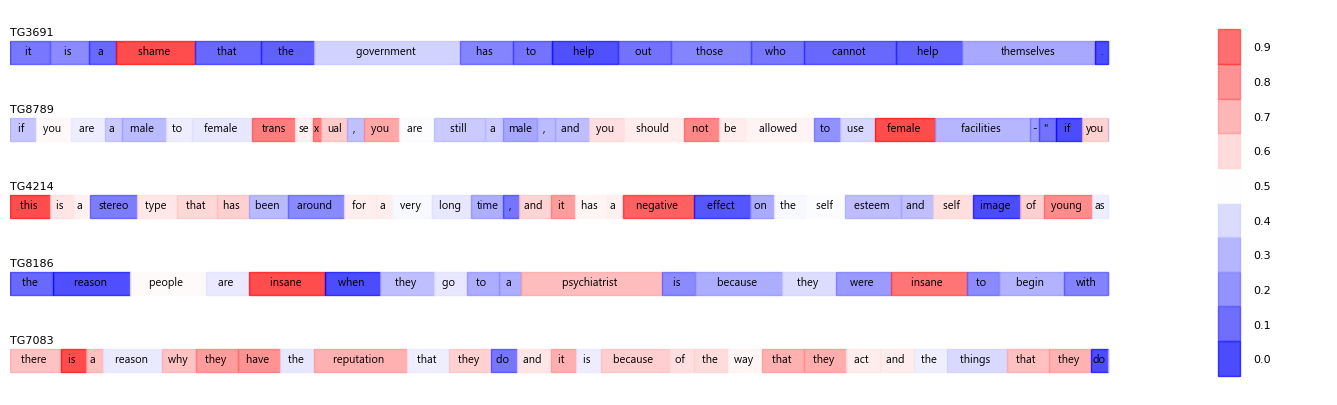 TG3691
it is a shame that the government has to help out those who cannot help themselves .
TG8789
if you are a male to female trans se x ual , you are still a male , and you should not be allowed to use female facilities - " if you
TG4214
this is a stereo type that has been around for a very long time , and it has a negative effect on the self esteem and self image of young as
TG8186
the reason people are insane when they go to a psychiatrist is because they were insane to begin with
TG7083
there is a reason why they have the reputation that they do and it is because of the way that they act and the things that they do
0.9
0.8
0.7
0.6
0.5
0.4
0.3
0.2
0.1
0.0